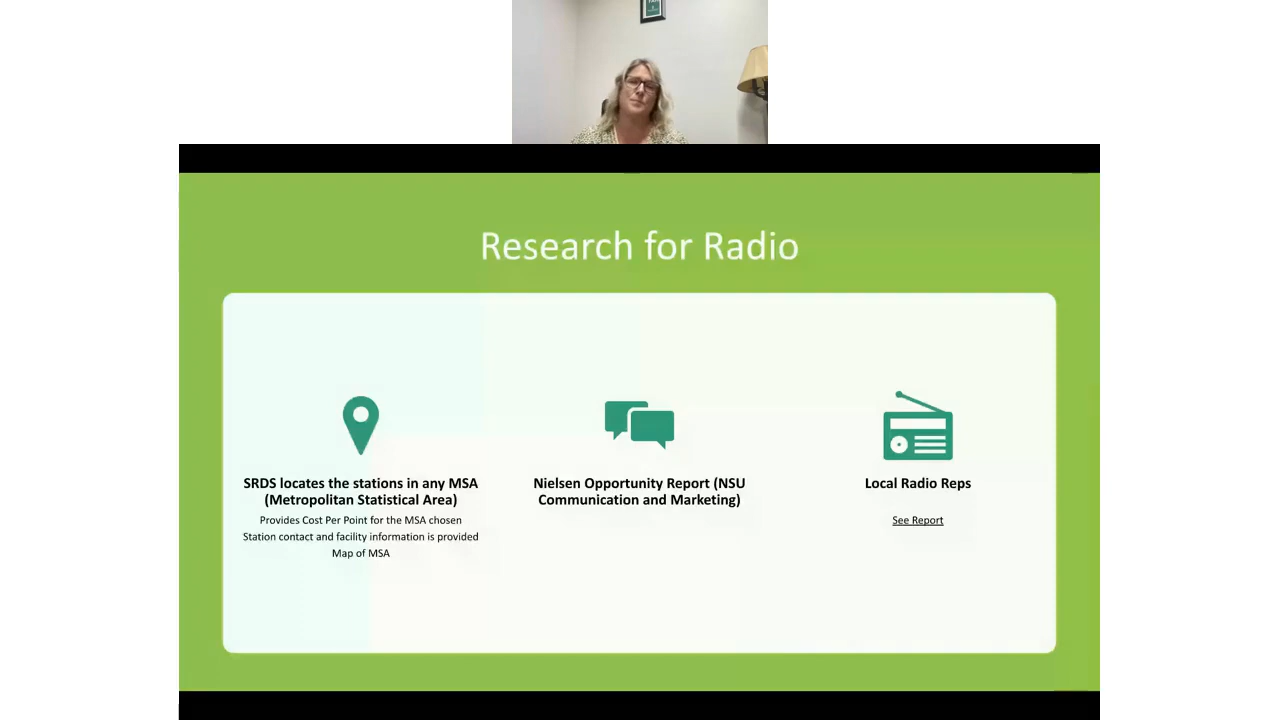 Research for Radio
SRDS locates the stations in any MSA
(Metropolitan Statistical Area)
Provides Cost Per Point for the MSA chosen
Station contact and facility information is provided
Map of MSA
Nielsen Opportunity Report (NSU
Communication and Marketing)
Local Radio Reps
See Report